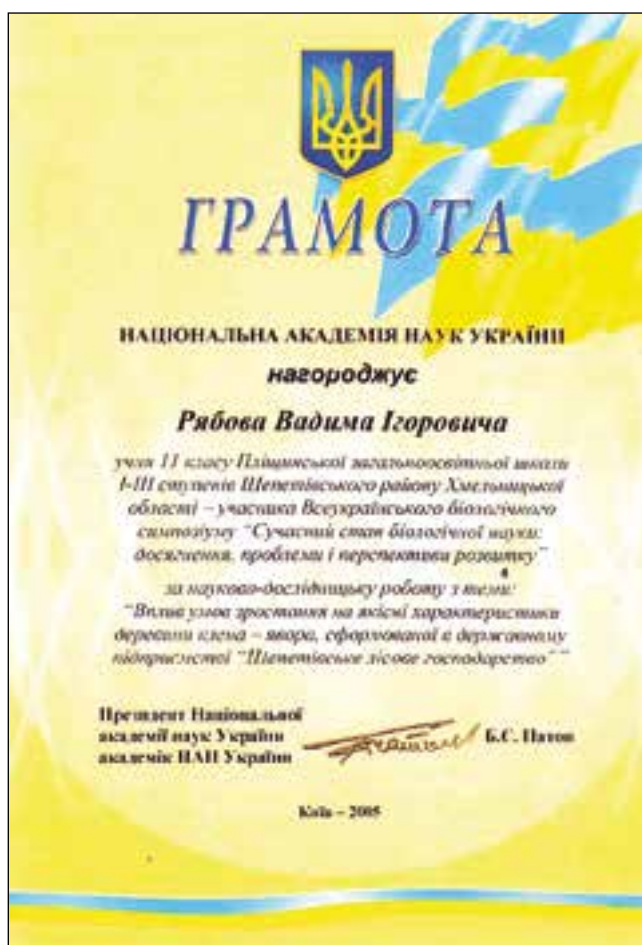 ГРАМОТА
НАЦІОНАЛЬНА АКАДЕМІЯ НАУК УКРАЇНИ
нагороджує
Рябова Вадима Ігоровича
учня 11 класу Пліщинської загальноосвітньої школи
І-ІІІ ступенів Шепетівського району Хмельницької
області – учасника Всеукраїнського біологічного
симпозіуму "Сучасний стан біологічної науки:
досягнення, проблеми і перспективи розвитку"
за науково-дослідницьку роботу з теми:
"Вплив умов зростання на якісні характеристики
деревини клена – явора, сформованої в державному
підприємстві "Шепетівське лісове господарство""
Президент Національної
академії наук України
академік НАН України
Б.Є. Патон
Київ – 2005